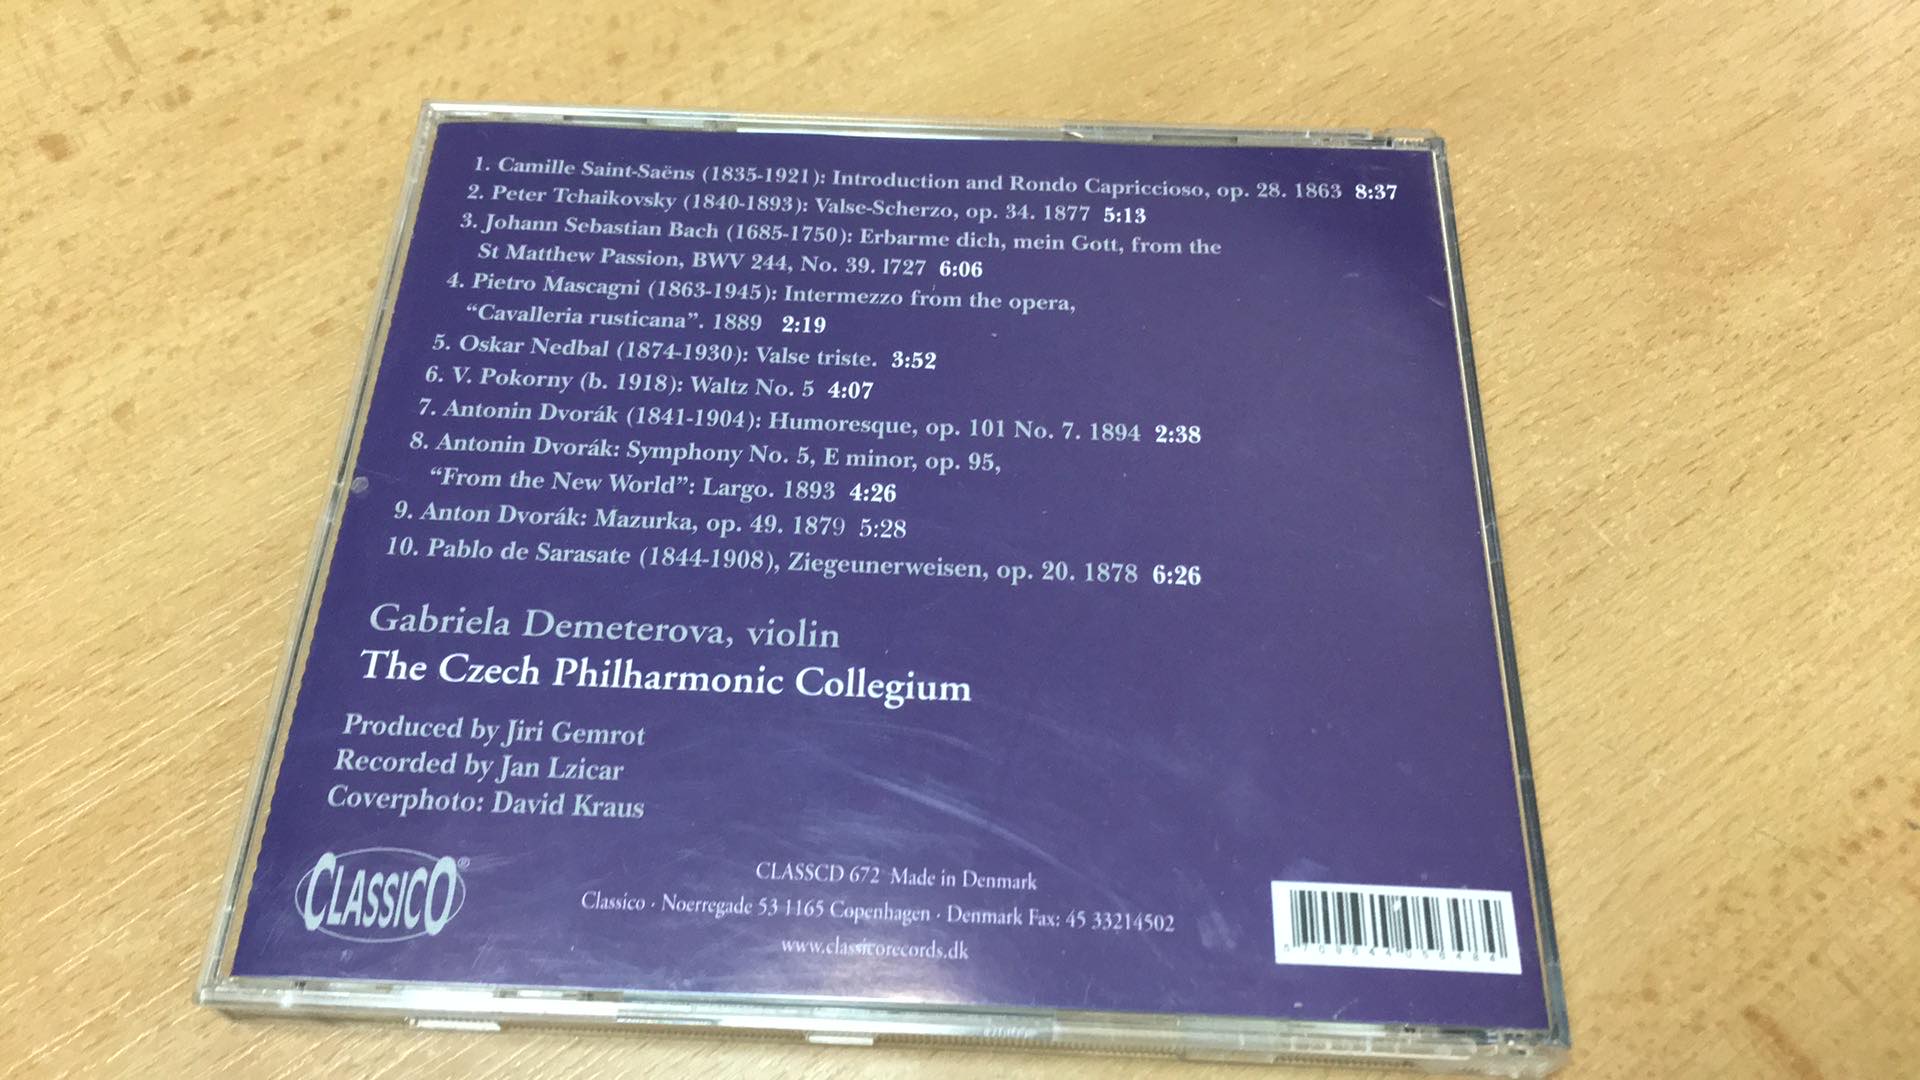 1. Camille Saint-Saëns (1835-1921): Introduction and Rondo Capriccioso, op. 28. 1863 8:37
2. Peter Tchaikovsky (1840-1893): Valse-Scherzo, op. 34. 1877 5:13
3. Johann Sebastian Bach (1685-1750): Erbarme dich, mein Gott, from the
St Matthew Passion, BWV 244, No. 39. l727 6:06
4. Pietro Mascagni (1863-1945): Intermezzo from the opera,
“Cavalleria rusticana”. 1889 2:19
5. Oskar Nedbal (1874-1930): Valse triste. 3:52
6. V. Pokorny (b. 1918): Waltz No. 5 4:07
7. Antonin Dvorák (1841-1904): Humoresque, op. 101 No. 7. 1894 2:38
8. Antonin Dvorák: Symphony No. 5, E minor, op. 95,
“From the New World”: Largo. 1893 4:26
9. Anton Dvorák: Mazurka, op. 49. 1879 5:28
10. Pablo de Sarasate (1844-1908), Ziegeunerweisen, op. 20. 1878 6:26
Gabriela Demeterova, violin
The Czech Philharmonic Collegium
Produced by Jiri Gemrot
Recorded by Jan Lzicar
Coverphoto: David Kraus
CLASSICO®
CLASSCD 672 Made in Denmark
Classico · Noerregade 53 1165 Copenhagen · Denmark Fax: 45 33214502
www.classicorecords.dk